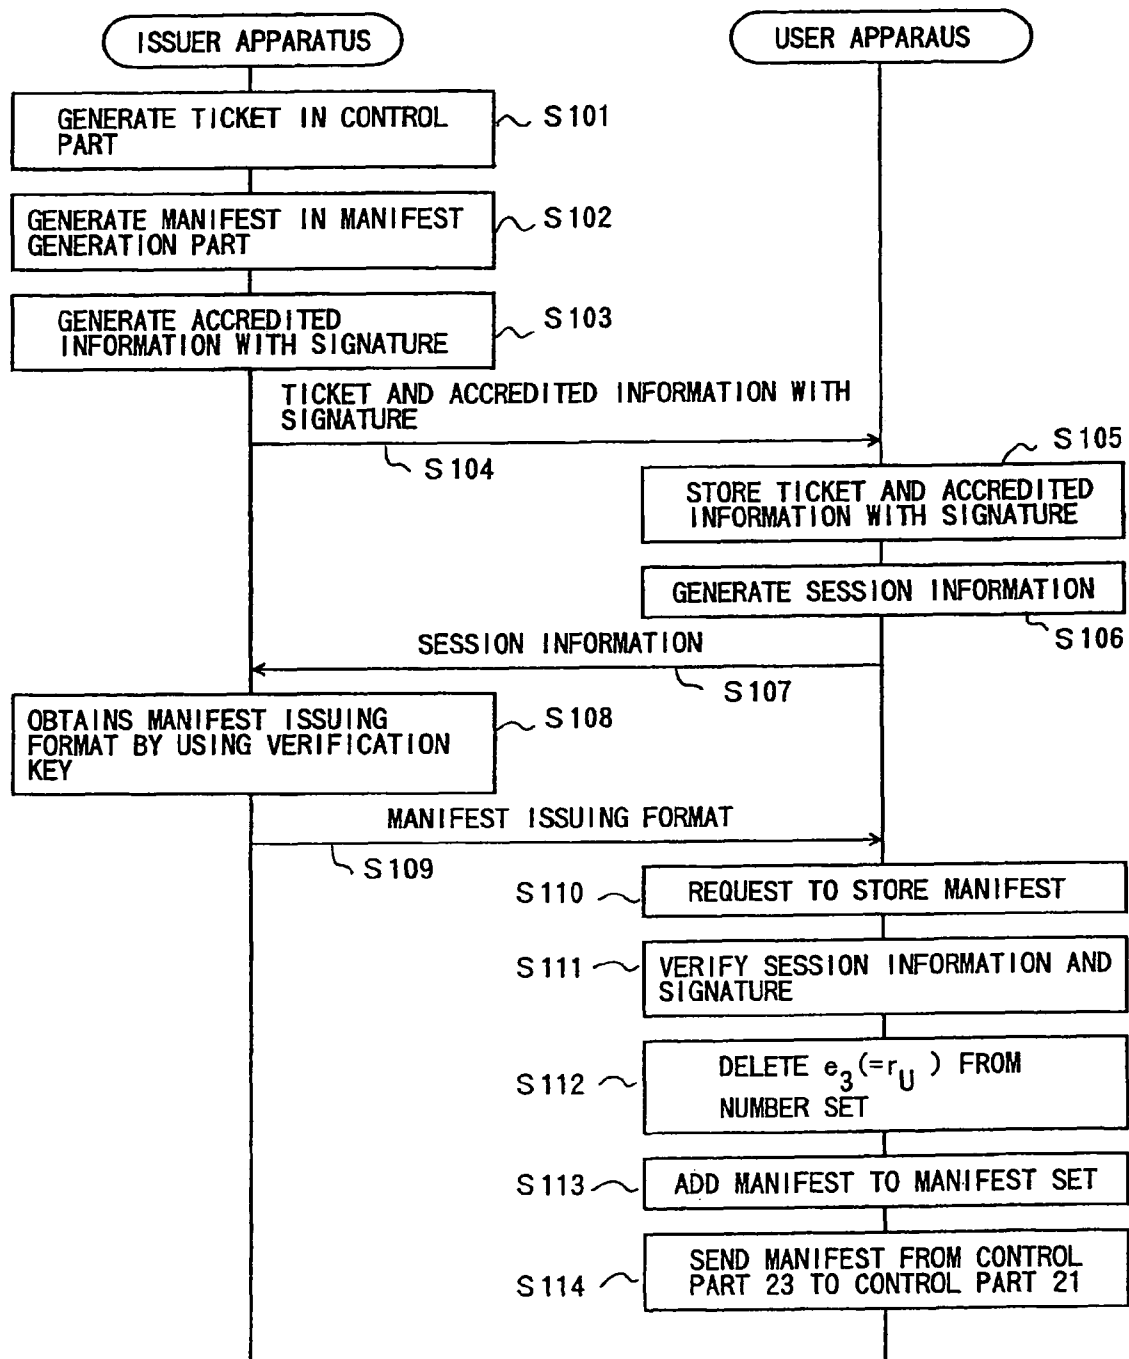 ISSUER APPARATUS
USER APPARAUS
GENERATE TICKET IN CONTROL
PART
S101
GENERATE MANIFEST IN MANIFEST
GENERATION PART
S102
GENERATE ACCREDITED
INFORMATION WITH SIGNATURE
S103
TICKET AND ACCREDITED INFORMATION WITH
SIGNATURE
S104
S105
STORE TICKET AND ACCREDITED
INFORMATION WITH SIGNATURE
GENERATE SESSION INFORMATION
S106
SESSION INFORMATION
S107
OBTAINS MANIFEST ISSUING
FORMAT BY USING VERIFICATION
KEY
S108
MANIFEST ISSUING FORMAT
S109
S110
REQUEST TO STORE MANIFEST
S111
VERIFY SESSION INFORMATION AND
SIGNATURE
S112
DELETE e3(=rU ) FROM
NUMBER SET
S113
ADD MANIFEST TO MANIFEST SET
S114
SEND MANIFEST FROM CONTROL
PART 23 TO CONTROL PART 21